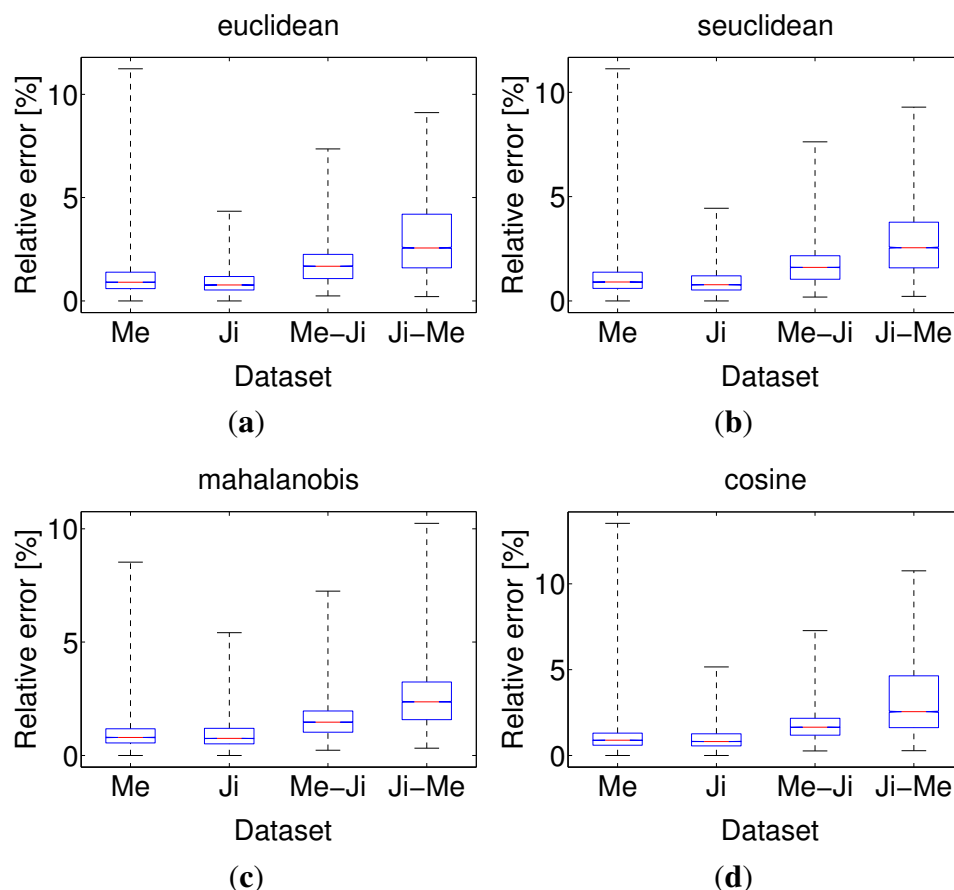 euclidean
Relative error [%]
10
5
0
Me Ji Me-Ji Ji-Me
Dataset
(a)
seuclidean
Relative error [%]
10
5
0
Me Ji Me-Ji Ji-Me
Dataset
(b)
mahalanobis
Relative error [%]
10
5
0
Me Ji Me-Ji Ji-Me
Dataset
(c)
cosine
Relative error [%]
10
5
0
Me Ji Me-Ji Ji-Me
Dataset
(d)